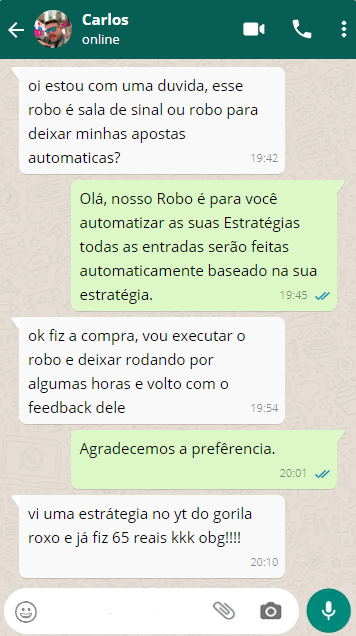 Carlos
online
oi estou com uma duvida, esse
robo é sala de sinal ou robo para
deixar minhas apostas
automaticas?
19:42
Olá, nosso Robo é para você
automatizar as suas Estratégias
todas as entradas serão feitas
automaticamente baseado na sua
estratégia.
19:45
ok fiz a compra, vou executar o
robo e deixar rodando por
algumas horas e volto com o
feedback dele
19:54
Agradecemos a prefêrencia.
20:01
vi uma estrátegia no yt do gorila
roxo e já fiz 65 reais kkk obg!!!!
20:10